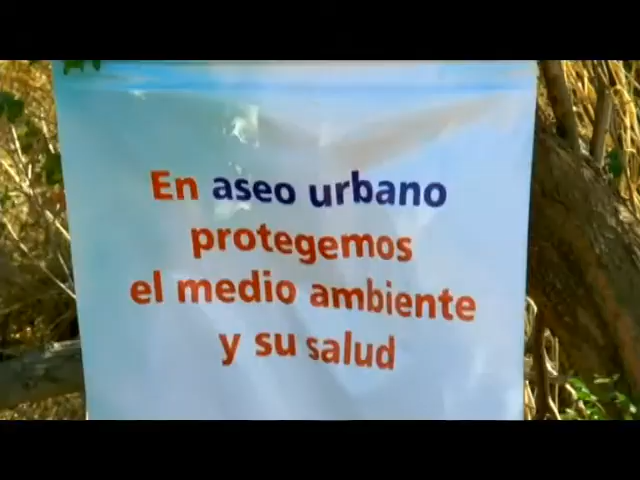 En aseo urbano
protegemos
el medio ambiente
y su salud